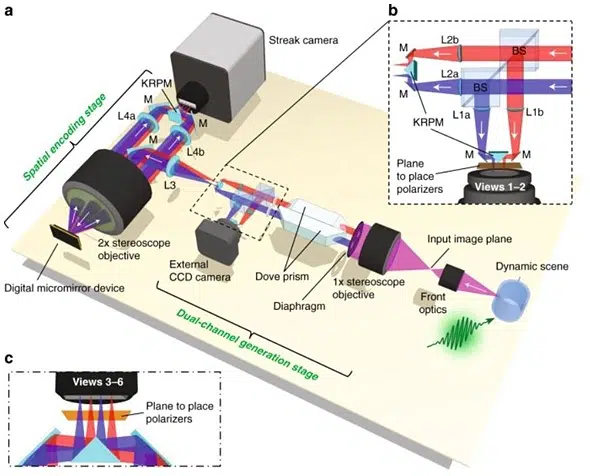 a
Streak camera
KRPM
M
M
L4a
M
L4b
M
L3
Spatial encoding stage
2x stereoscope
objective
Digital micromirror device
External
CCD camera
Dove prism
Diaphragm
1x stereoscope
objective
Input image plane
Front
optics
Dynamic scene
Dual-channel generation stage
b
M
L2b
BS
L2a
M
BS
KRPM
L1a
L1b
M
M
Plane to
place
polarizers
Views 1–2
c
Views 3–6
Plane to place
polarizers